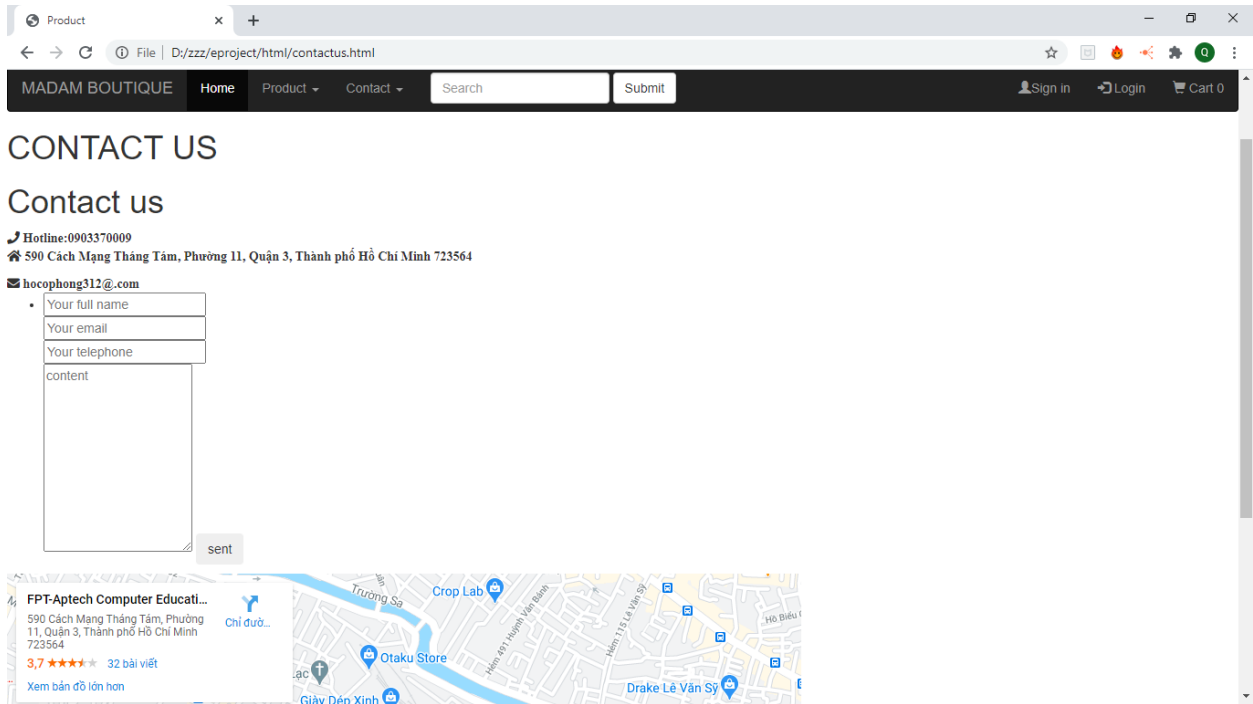 Product
File | D:/zzz/eproject/html/contactus.html
Q
MADAM BOUTIQUE Home Product Contact Search Submit Sign in Login Cart 0
CONTACT US
Contact us
Hotline:0903370009
590 Cách Mạng Tháng Tám, Phường 11, Quận 3, Thành phố Hồ Chí Minh 723564
hocophong312@.com
Your full name
Your email
Your telephone
content
sent
FPT-Aptech Computer Educati...
590 Cách Mạng Tháng Tám, Phường
11, Quận 3, Thành phố Hồ Chí Minh
723564
Chỉ đườ...
3,7 32 bài viết
Xem bản đồ lớn hơn
Trường Sa
Crop Lab
Hẻm 491 Huỳnh Văn Bánh
Hẻm 115 Lê Văn Sỹ
Hồ Biểu
Otaku Store
Drake Lê Văn Sỹ
Giày Dép Xinh